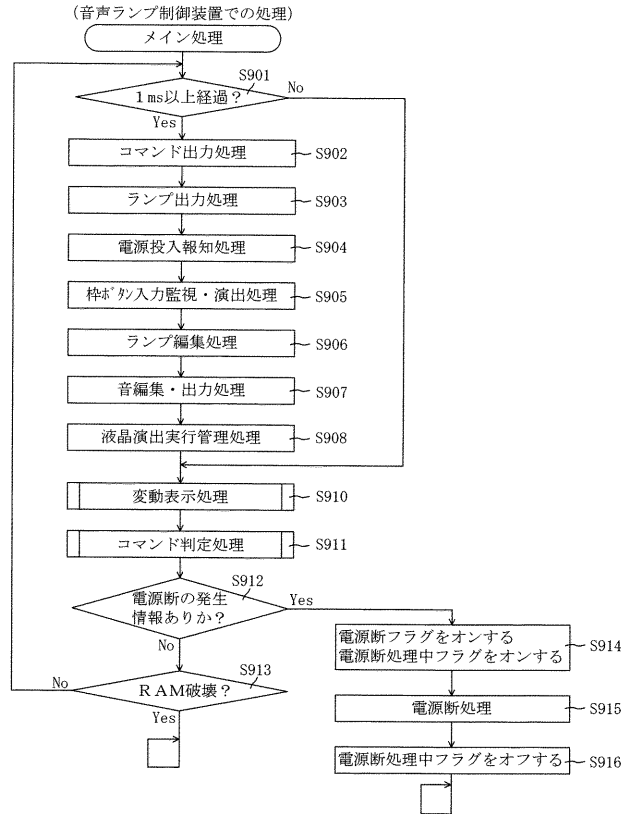 (音声ランプ制御装置での処理)
メイン処理
S901
1ms以上経過?
No
Yes
コマンド出力処理
S902
ランプ出力処理
S903
電源投入報知処理
S904
枠ボタン入力監視・演出処理
S905
ランプ編集処理
S906
音編集・出力処理
S907
液晶演出実行管理処理
S908
変動表示処理
S910
コマンド判定処理
S911
S912
電源断の発生
情報ありか?
Yes
No
電源断フラグをオンする
電源断処理中フラグをオンする
S914
S913
RAM破壊?
No
Yes
電源断処理
S915
電源断処理中フラグをオフする
S916